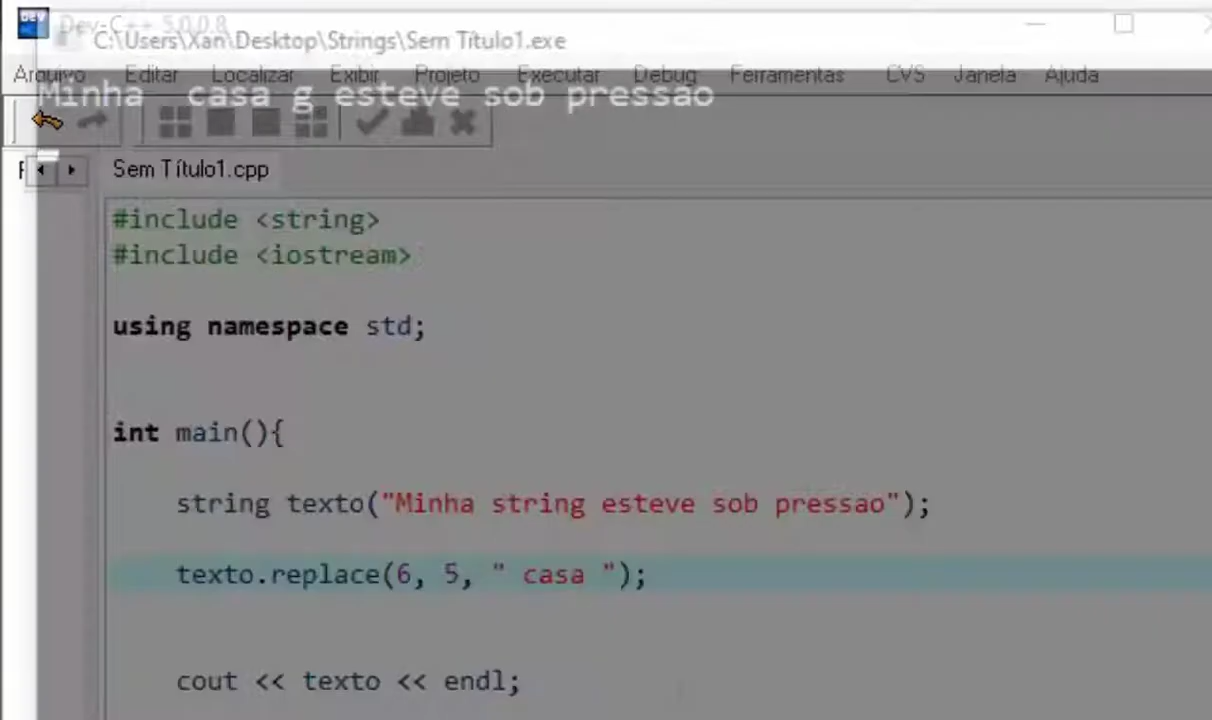 Dev-C++ 5.0.0.8
C:\Users\Xan\Desktop\Strings\Sem Título1.exe
Arquivo Editar Localizar Exibir Projeto Executar Debug Ferramentas CVS Janela Ajuda
Minha  casa g esteve sob pressao
Sem Título1.cpp
#include <string>
#include <iostream>
using namespace std;
int main(){
string texto("Minha string esteve sob pressao");
texto.replace(6, 5, " casa ");
cout << texto << endl;